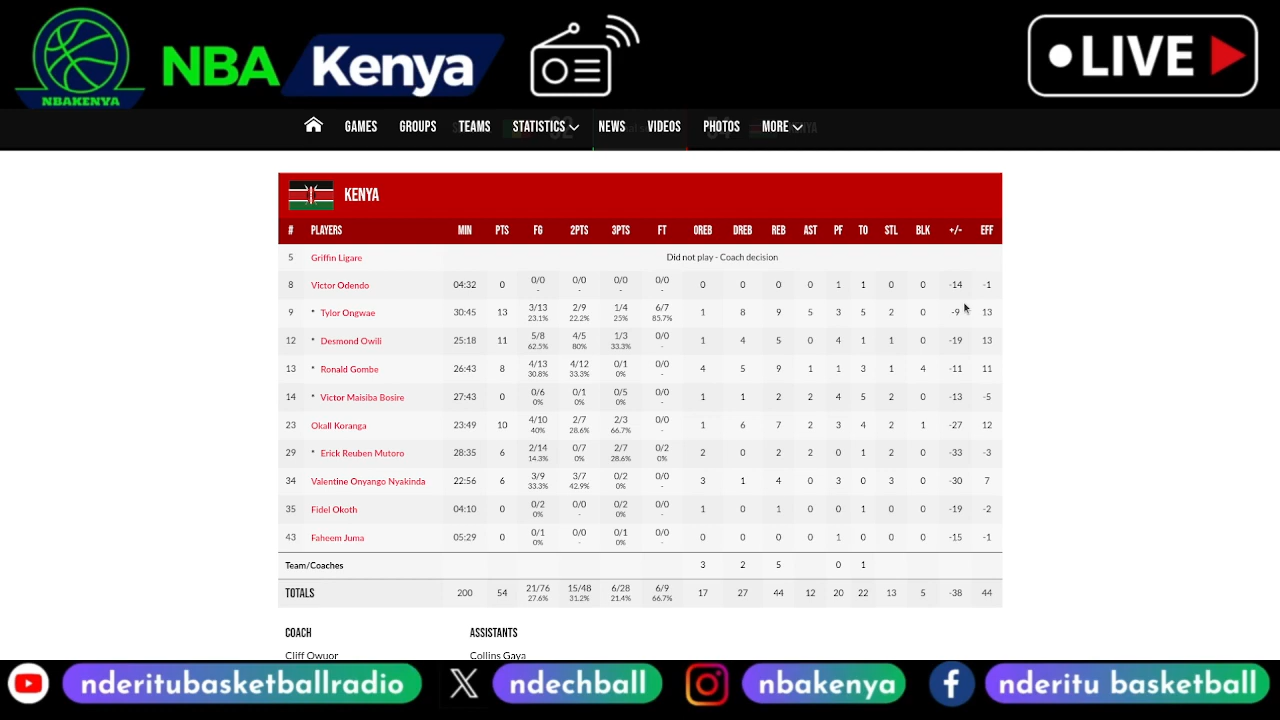 NBA Kenya
NBAKENYA
LIVE
GAMES GROUPS TEAMS STATISTICS NEWS VIDEOS PHOTOS MORE
KENYA
# PLAYERS MIN PTS FG 2PTS 3PTS FT OREB DREB REB AST PF TO STL BLK +/- EFF
5 Griffin Ligare Did not play - Coach decision
8 Victor Odendo 04:32 0 0/0 0/0 0/0 0/0 0 0 0 0 1 1 0 0 -14 -1
- - - -
9 * Tylor Ongwae 30:45 13 3/13 2/9 1/4 6/7 1 8 9 5 3 5 2 0 -9 13
23.1% 22.2% 25% 85.7%
12 * Desmond Owili 25:18 11 5/8 4/5 1/3 0/0 1 4 5 0 4 1 1 0 -19 13
62.5% 80% 33.3% -
13 * Ronald Gombe 26:43 8 4/13 4/12 0/1 0/0 4 5 9 1 1 3 1 4 -11 11
30.8% 33.3% 0% -
14 * Victor Maisiba Bosire 27:43 0 0/6 0/1 0/5 0/0 1 1 2 2 4 5 2 0 -13 -5
0% 0% 0% -
23 Okall Koranga 23:49 10 4/10 2/7 2/3 0/0 1 6 7 2 3 4 2 1 -27 12
40% 28.6% 66.7% -
29 * Erick Reuben Mutoro 28:35 6 2/14 0/7 2/7 0/2 2 0 2 2 0 1 2 0 -33 -3
14.3% 0% 28.6% 0%
34 Valentine Onyango Nyakinda 22:56 6 3/9 3/7 0/2 0/0 3 1 4 0 3 0 3 0 -30 7
33.3% 42.9% 0% -
35 Fidel Okoth 04:10 0 0/2 0/0 0/2 0/0 1 0 1 0 0 1 0 0 -19 -2
0% - 0% -
43 Faheem Juma 05:29 0 0/1 0/0 0/1 0/0 0 0 0 0 1 0 0 0 -15 -1
0% - 0% -
Team/Coaches 3 2 5 0 1
TOTALS 200 54 21/76 15/48 6/28 6/9 17 27 44 12 20 22 13 5 -38 44
27.6% 31.2% 21.4% 66.7%
COACH ASSISTANTS
Cliff Owuor Collins Gaya
nderitubasketballradio ndechball nbakenya nderitu basketball